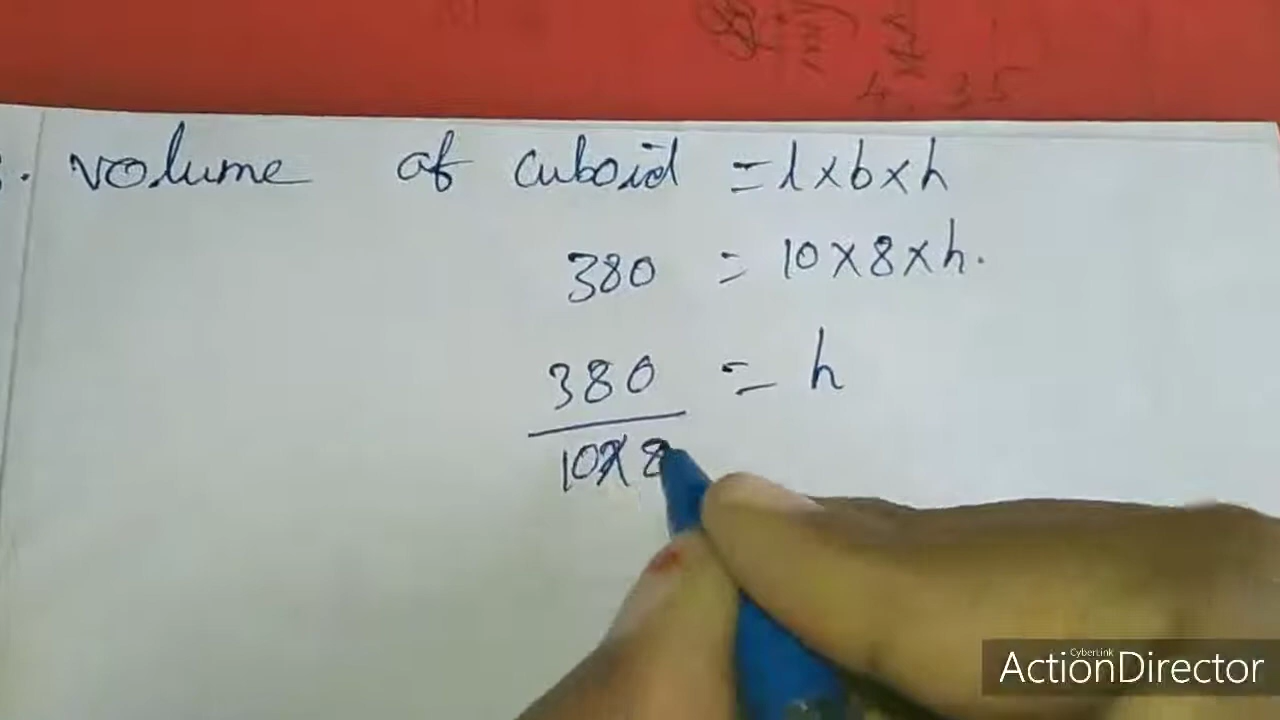 volume of cuboid = l x b x h
380 = 10 x 8 x h.
380 = h
10 x 8
CyberLink
ActionDirector